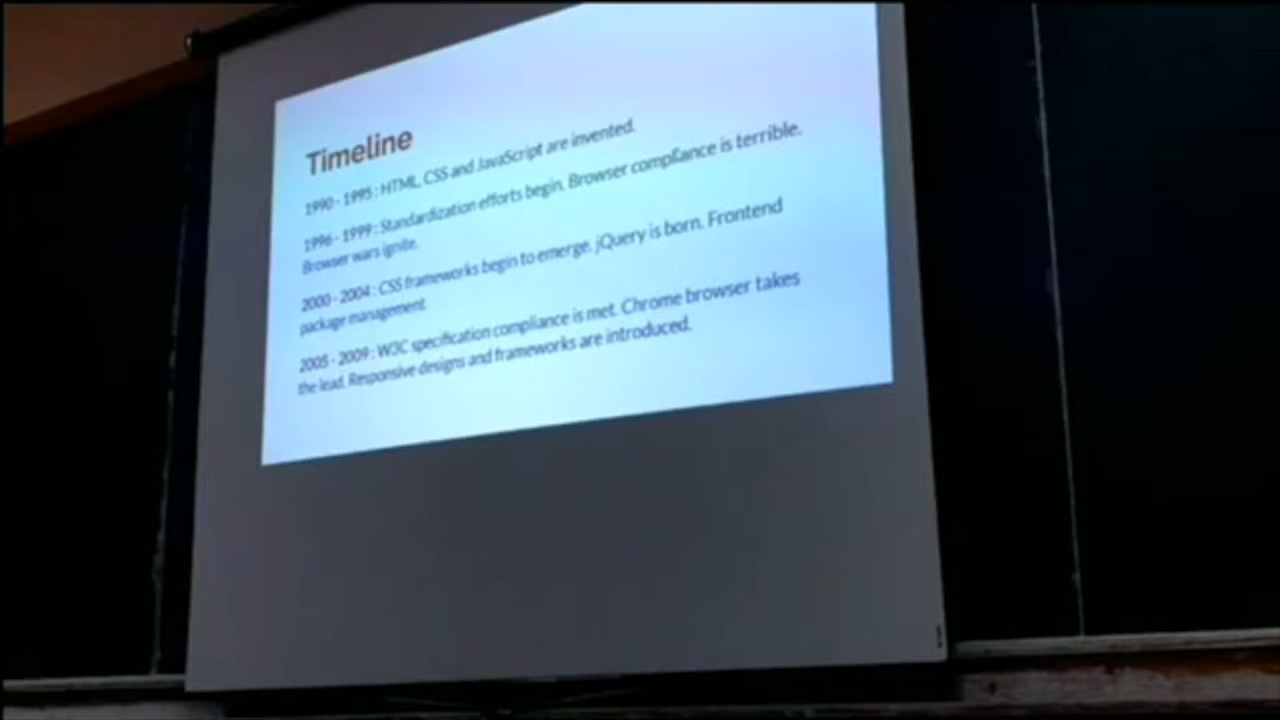 Timeline
1990 - 1995 : HTML, CSS and JavaScript are invented.
1996 - 1999 : Standardization efforts begin. Browser compliance is terrible.
Browser wars ignite.
2000 - 2004 : CSS frameworks begin to emerge. jQuery is born. Frontend
package management.
2005 - 2009 : W3C specification compliance is met. Chrome browser takes
the lead. Responsive designs and frameworks are introduced.